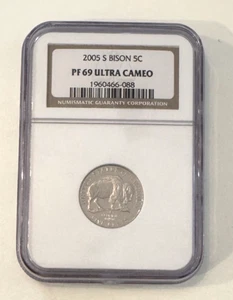 2005 S BISON 5C
PF 69 ULTRA CAMEO
1960466-088
NUMISMATIC GUARANTY CORPORATION